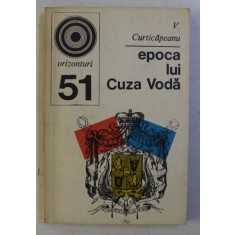 orizonturi
51
V.
Curticăpeanu
epoca
lui
Cuza Vodă